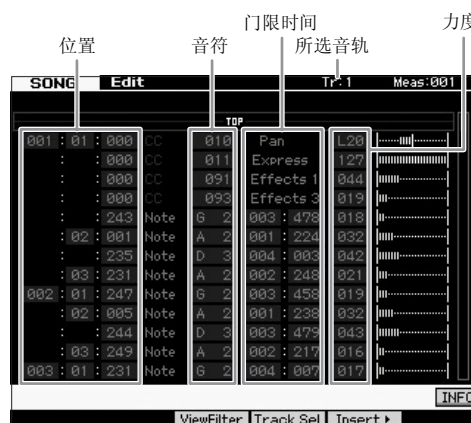 门限时间
力度
位置
音符
所选音轨
SONG Edit Tr:1 Meas:001
TOP
001 : 01 : 000 CC 010 Pan L20
: : 000 CC 011 Express 127
: : 000 CC 091 Effects 1 044
: : 000 CC 093 Effects 3 019
: : 243 Note G 2 003 : 478 018
: 02 : 001 Note A 2 001 : 224 032
: : 235 Note D 3 004 : 003 042
: 03 : 231 Note A 2 002 : 248 021
002 : 01 : 247 Note G 2 003 : 458 019
: 02 : 005 Note A 2 001 : 238 032
: : 244 Note D 3 003 : 479 043
: 03 : 249 Note A 2 002 : 217 016
003 : 01 : 231 Note G 2 004 : 007 017
INFO
ViewFilter Track Sel Insert ▸